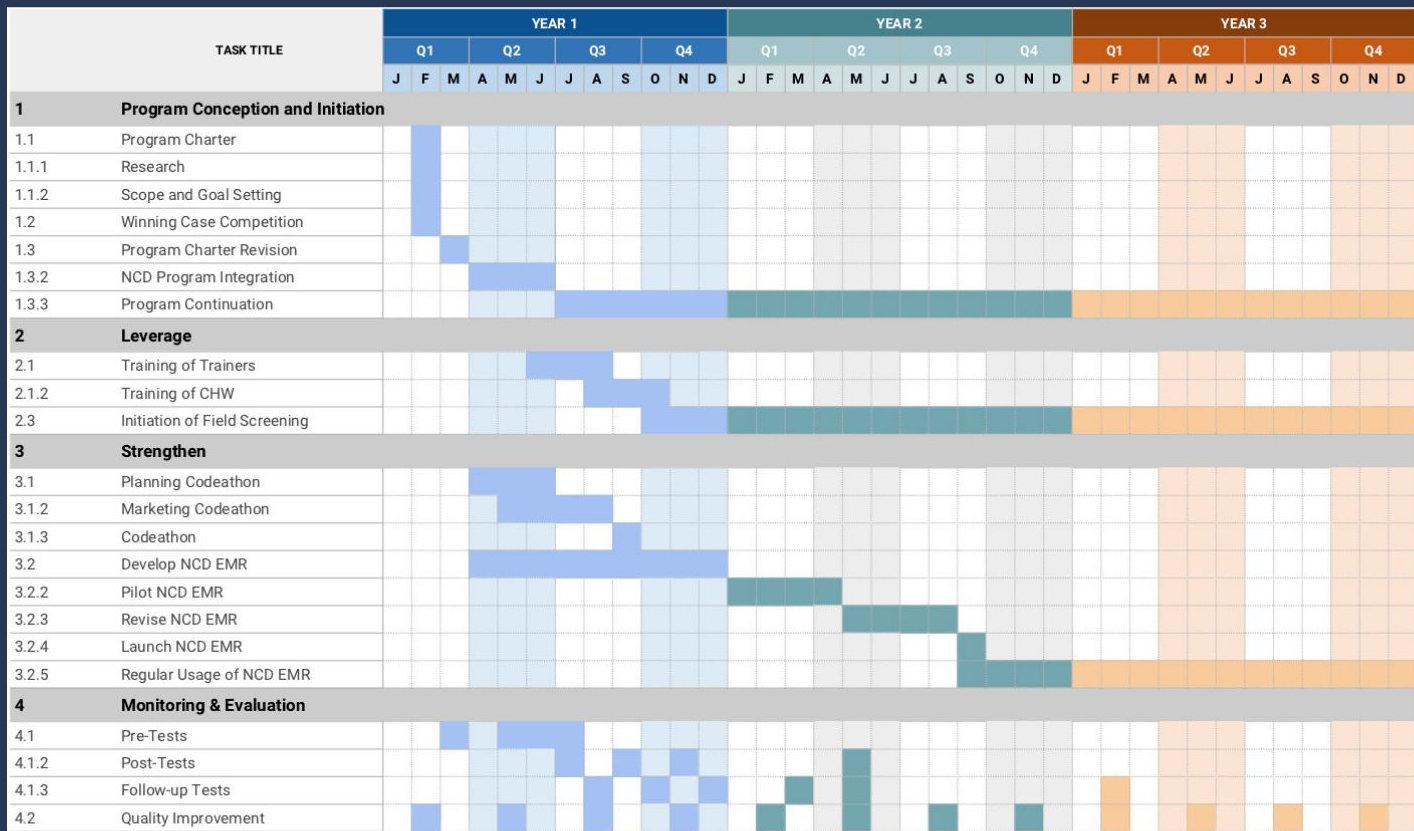 YEAR 1 YEAR 2 YEAR 3
TASK TITLE Q1 Q2 Q3 Q4 Q1 Q2 Q3 Q4 Q1 Q2 Q3 Q4
J F M A M J J A S O N D J F M A M J J A S O N D J F M A M J J A S O N D
1 Program Conception and Initiation
1.1 Program Charter
1.1.1 Research
1.1.2 Scope and Goal Setting
1.2 Winning Case Competition
1.3 Program Charter Revision
1.3.2 NCD Program Integration
1.3.3 Program Continuation
2 Leverage
2.1 Training of Trainers
2.1.2 Training of CHW
2.3 Initiation of Field Screening
3 Strengthen
3.1 Planning Codeathon
3.1.2 Marketing Codeathon
3.1.3 Codeathon
3.2 Develop NCD EMR
3.2.2 Pilot NCD EMR
3.2.3 Revise NCD EMR
3.2.4 Launch NCD EMR
3.2.5 Regular Usage of NCD EMR
4 Monitoring & Evaluation
4.1 Pre-Tests
4.1.2 Post-Tests
4.1.3 Follow-up Tests
4.2 Quality Improvement